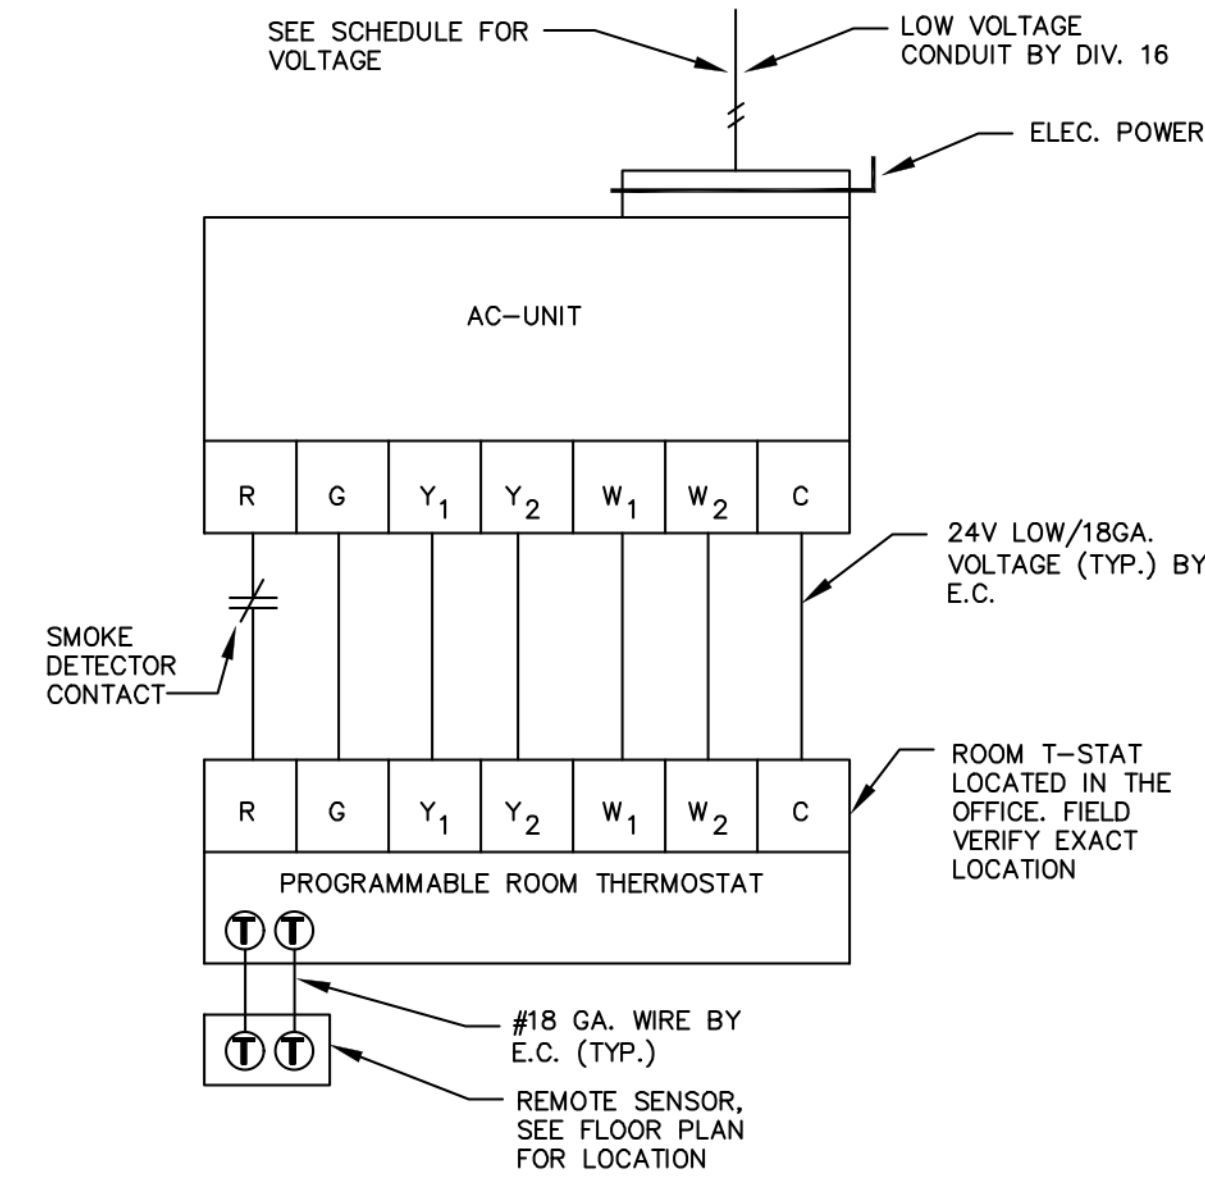 SEE SCHEDULE FOR
VOLTAGE
LOW VOLTAGE
CONDUIT BY DIV. 16
ELEC. POWER
AC-UNIT
R G Y1 Y2 W1 W2 C
24V LOW/18GA.
VOLTAGE (TYP.) BY
E.C.
SMOKE
DETECTOR
CONTACT
R G Y1 Y2 W1 W2 C
ROOM T-STAT
LOCATED IN THE
OFFICE. FIELD
VERIFY EXACT
LOCATION
PROGRAMMABLE ROOM THERMOSTAT
T T
T T
#18 GA. WIRE BY
E.C. (TYP.)
REMOTE SENSOR,
SEE FLOOR PLAN
FOR LOCATION